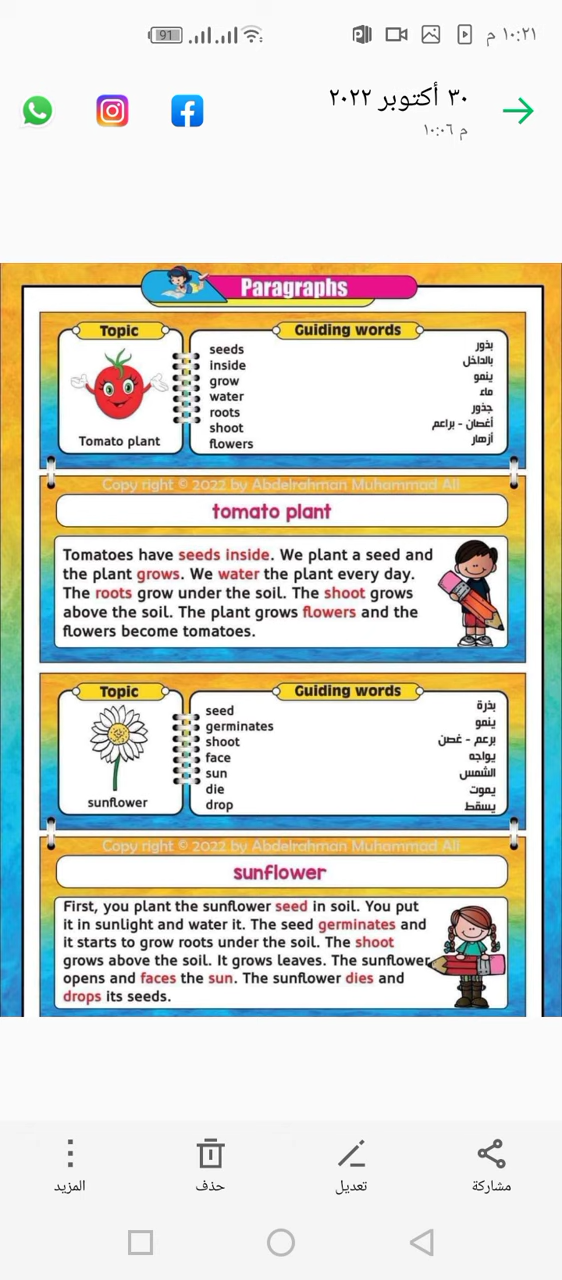 91
١٠:٢١ م
٣٠ أكتوبر ٢٠٢٢
١٠:٠٦ م
Paragraphs
Topic
Tomato plant
Guiding words
seeds بذور
inside بالداخل
grow ينمو
water ماء
roots جذور
shoot أغصان - براعم
flowers أزهار
Copy right © 2022 by Abdelrahman Muhammad Ali
tomato plant
Tomatoes have seeds inside. We plant a seed and
the plant grows. We water the plant every day.
The roots grow under the soil. The shoot grows
above the soil. The plant grows flowers and the
flowers become tomatoes.
Topic
sunflower
Guiding words
seed بذرة
germinates ينمو
shoot برعم - غصن
face يواجه
sun الشمس
die يموت
drop يسقط
Copy right © 2022 by Abdelrahman Muhammad Ali
sunflower
First, you plant the sunflower seed in soil. You put
it in sunlight and water it. The seed germinates and
it starts to grow roots under the soil. The shoot
grows above the soil. It grows leaves. The sunflower
opens and faces the sun. The sunflower dies and
drops its seeds.
مشاركة
تعديل
حذف
المزيد